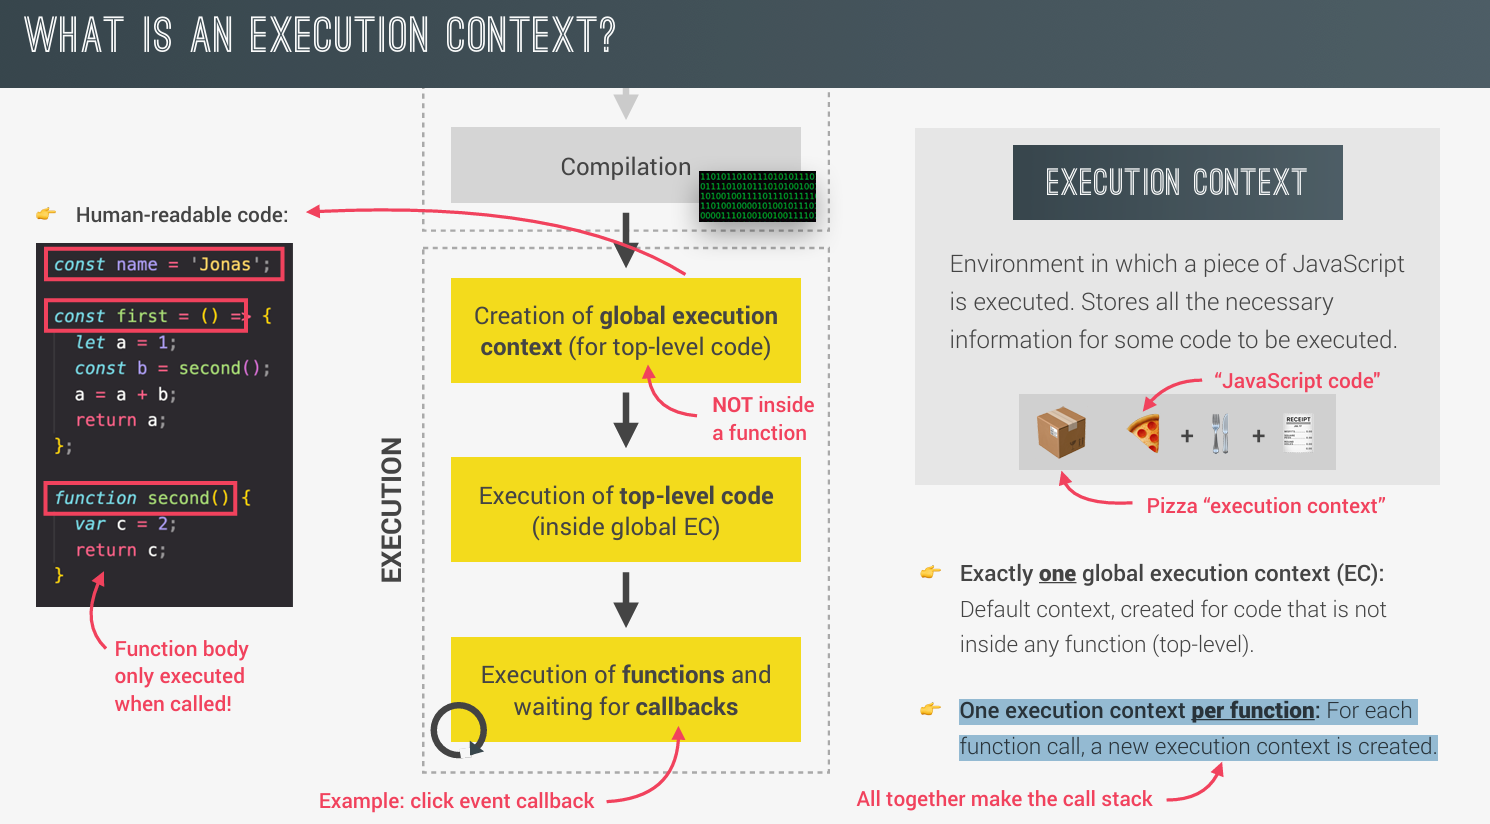 WHAT IS AN EXECUTION CONTEXT?
Compilation
11010110101110101011101
0111101010111010100100
1010010011110111011111
1101001000010100101110
0000111010010010011110
👉 Human-readable code:
const name = 'Jonas';
const first = () => {
let a = 1;
const b = second();
a = a + b;
return a;
};
function second() {
var c = 2;
return c;
}
Function body
only executed
when called!
EXECUTION
Creation of global execution
context (for top-level code)
NOT inside
a function
Execution of top-level code
(inside global EC)
Execution of functions and
waiting for callbacks
Example: click event callback
EXECUTION CONTEXT
Environment in which a piece of JavaScript
is executed. Stores all the necessary
information for some code to be executed.
“JavaScript code"
+ +
RECEIPT
Pizza “execution context”
👉 Exactly one global execution context (EC):
Default context, created for code that is not
inside any function (top-level).
👉 One execution context per function: For each
function call, a new execution context is created.
All together make the call stack